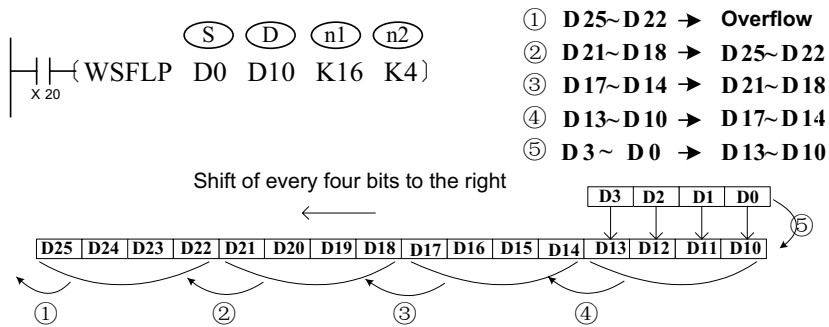 S D n1 n2
WSFLP D0 D10 K16 K4
X 20
① D25~D22 → Overflow
② D21~D18 → D25~D22
③ D17~D14 → D21~D18
④ D13~D10 → D17~D14
⑤ D3~ D0 → D13~D10
Shift of every four bits to the right
D3 D2 D1 D0
⑤
D25 D24 D23 D22 D21 D20 D19 D18 D17 D16 D15 D14 D13 D12 D11 D10
① ② ③ ④